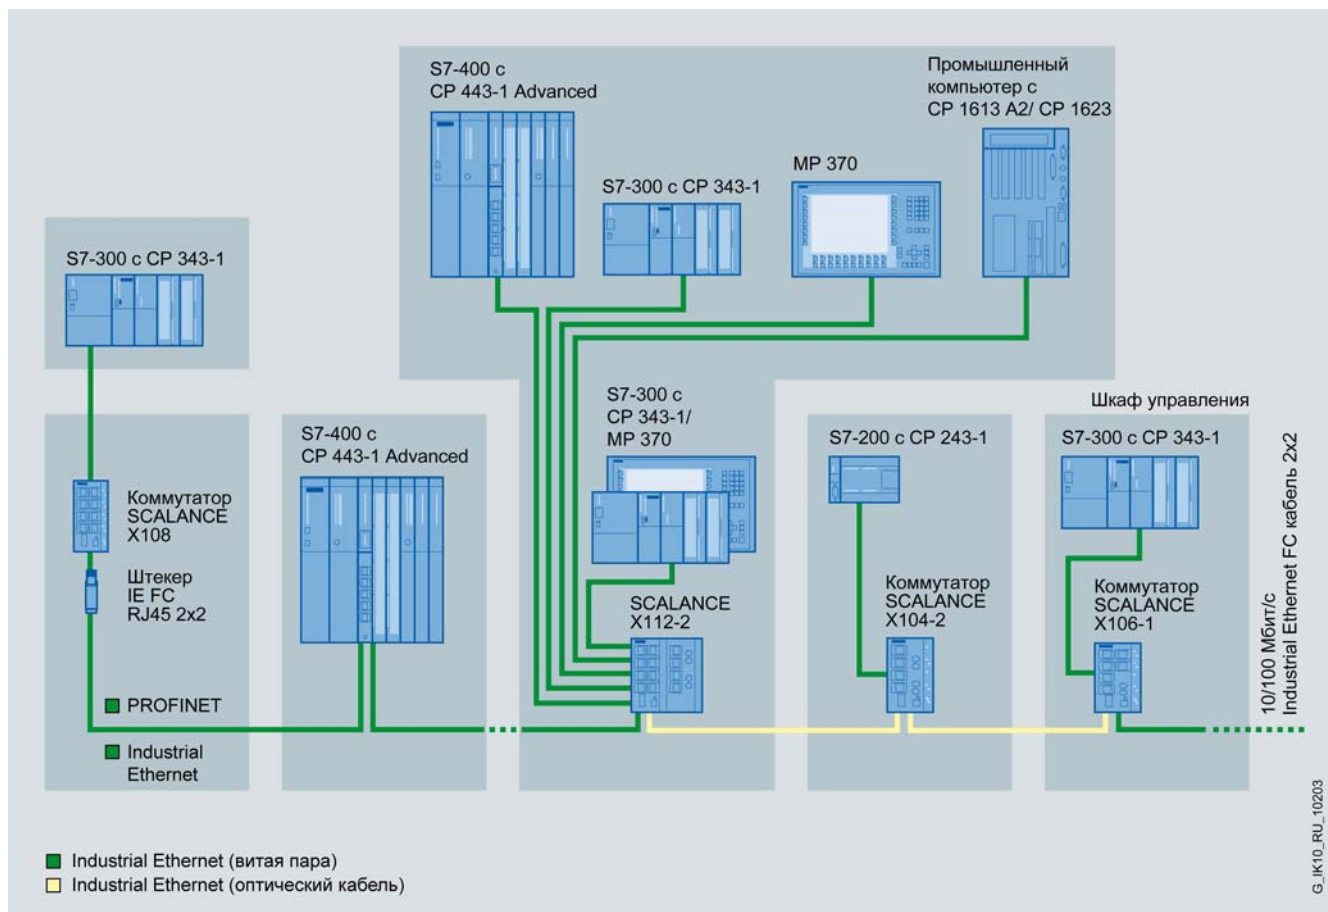 S7-400 с
CP 443-1 Advanced
Промышленный
компьютер с
CP 1613 A2/ CP 1623
MP 370
S7-300 с CP 343-1
S7-300 с CP 343-1
S7-300 с
CP 343-1/
MP 370
Шкаф управления
S7-400 с
CP 443-1 Advanced
S7-200 с CP 243-1
S7-300 с CP 343-1
Коммутатор
SCALANCE
X108
Штекер
IE FC
RJ45 2x2
SCALANCE
X112-2
Коммутатор
SCALANCE
X104-2
Коммутатор
SCALANCE
X106-1
10/100 Мбит/с
Industrial Ethernet FC кабель 2x2
PROFINET
Industrial
Ethernet
Industrial Ethernet (витая пара)
Industrial Ethernet (оптический кабель)
G_IK10_RU_10203